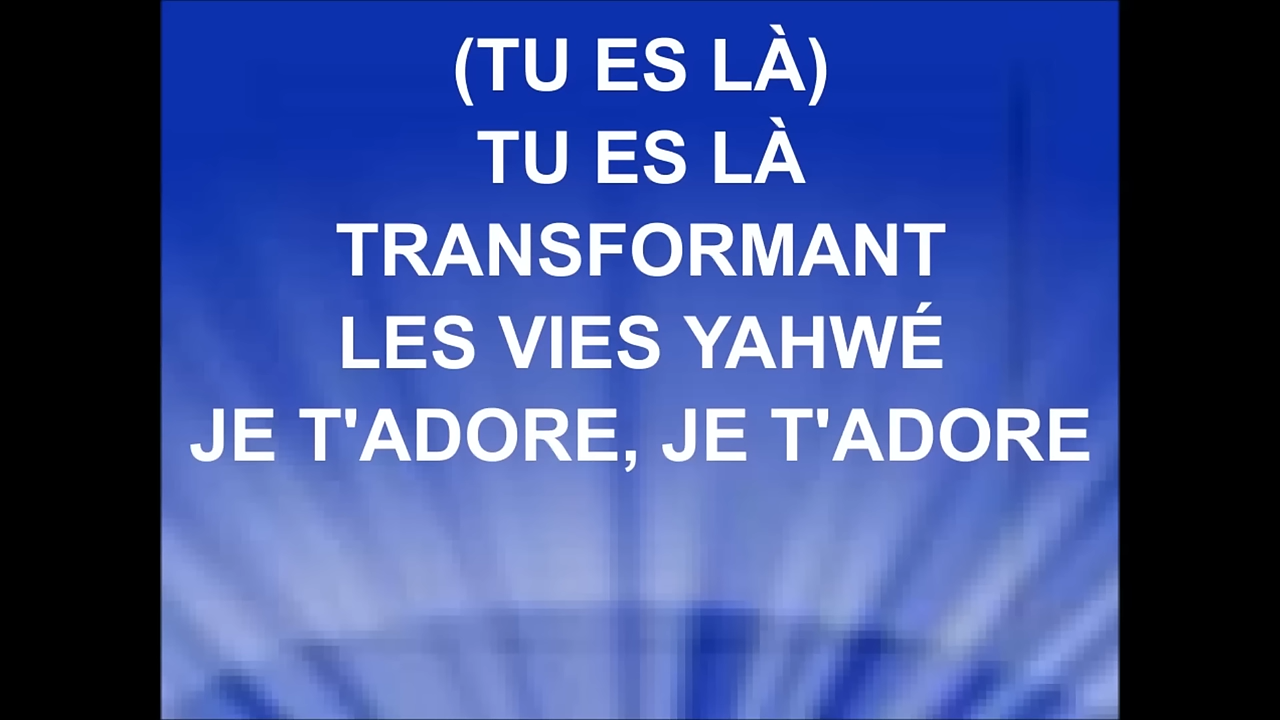 (TU ES LÀ)
TU ES LÀ
TRANSFORMANT
LES VIES YAHWÉ
JE T'ADORE, JE T'ADORE